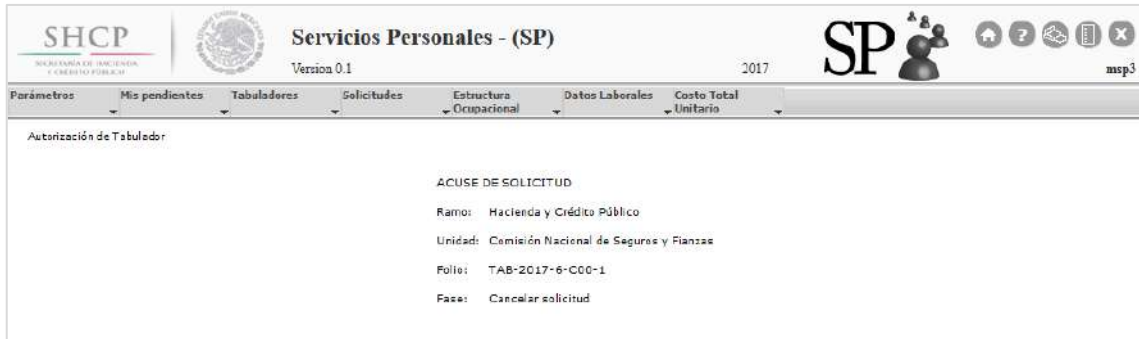 SHCP
SECRETARÍA DE HACIENDA
Y CRÉDITO PÚBLICO
Servicios Personales - (SP)
Version 0.1
2017
SP
msp3
Parámetros Mis pendientes Tabuladores Solicitudes Estructura Ocupacional Datos Laborales Costo Total Unitario
Autorización de Tabulador
ACUSE DE SOLICITUD
Ramo: Hacienda y Crédito Público
Unidad: Comisión Nacional de Seguros y Fianzas
Folio: TAB-2017-6-C00-1
Fase: Cancelar solicitud